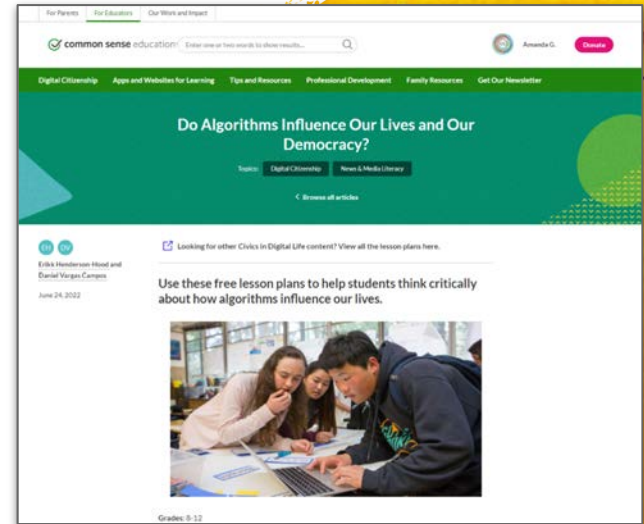 For Parents For Educators Our Work and Impact
common sense education Enter one or two words to show results... Amanda G. Donate
Digital Citizenship Apps and Websites for Learning Tips and Resources Professional Development Family Resources Get Our Newsletter
Do Algorithms Influence Our Lives and Our
Democracy?
Topics: Digital Citizenship News & Media Literacy
< Browse all articles
EH DV
Looking for other Civics in Digital Life content? View all the lesson plans here.
Erikk Henderson-Hood and
Daniel Vargas Campos
June 24, 2022
Use these free lesson plans to help students think critically
about how algorithms influence our lives.
Grades: 8-12